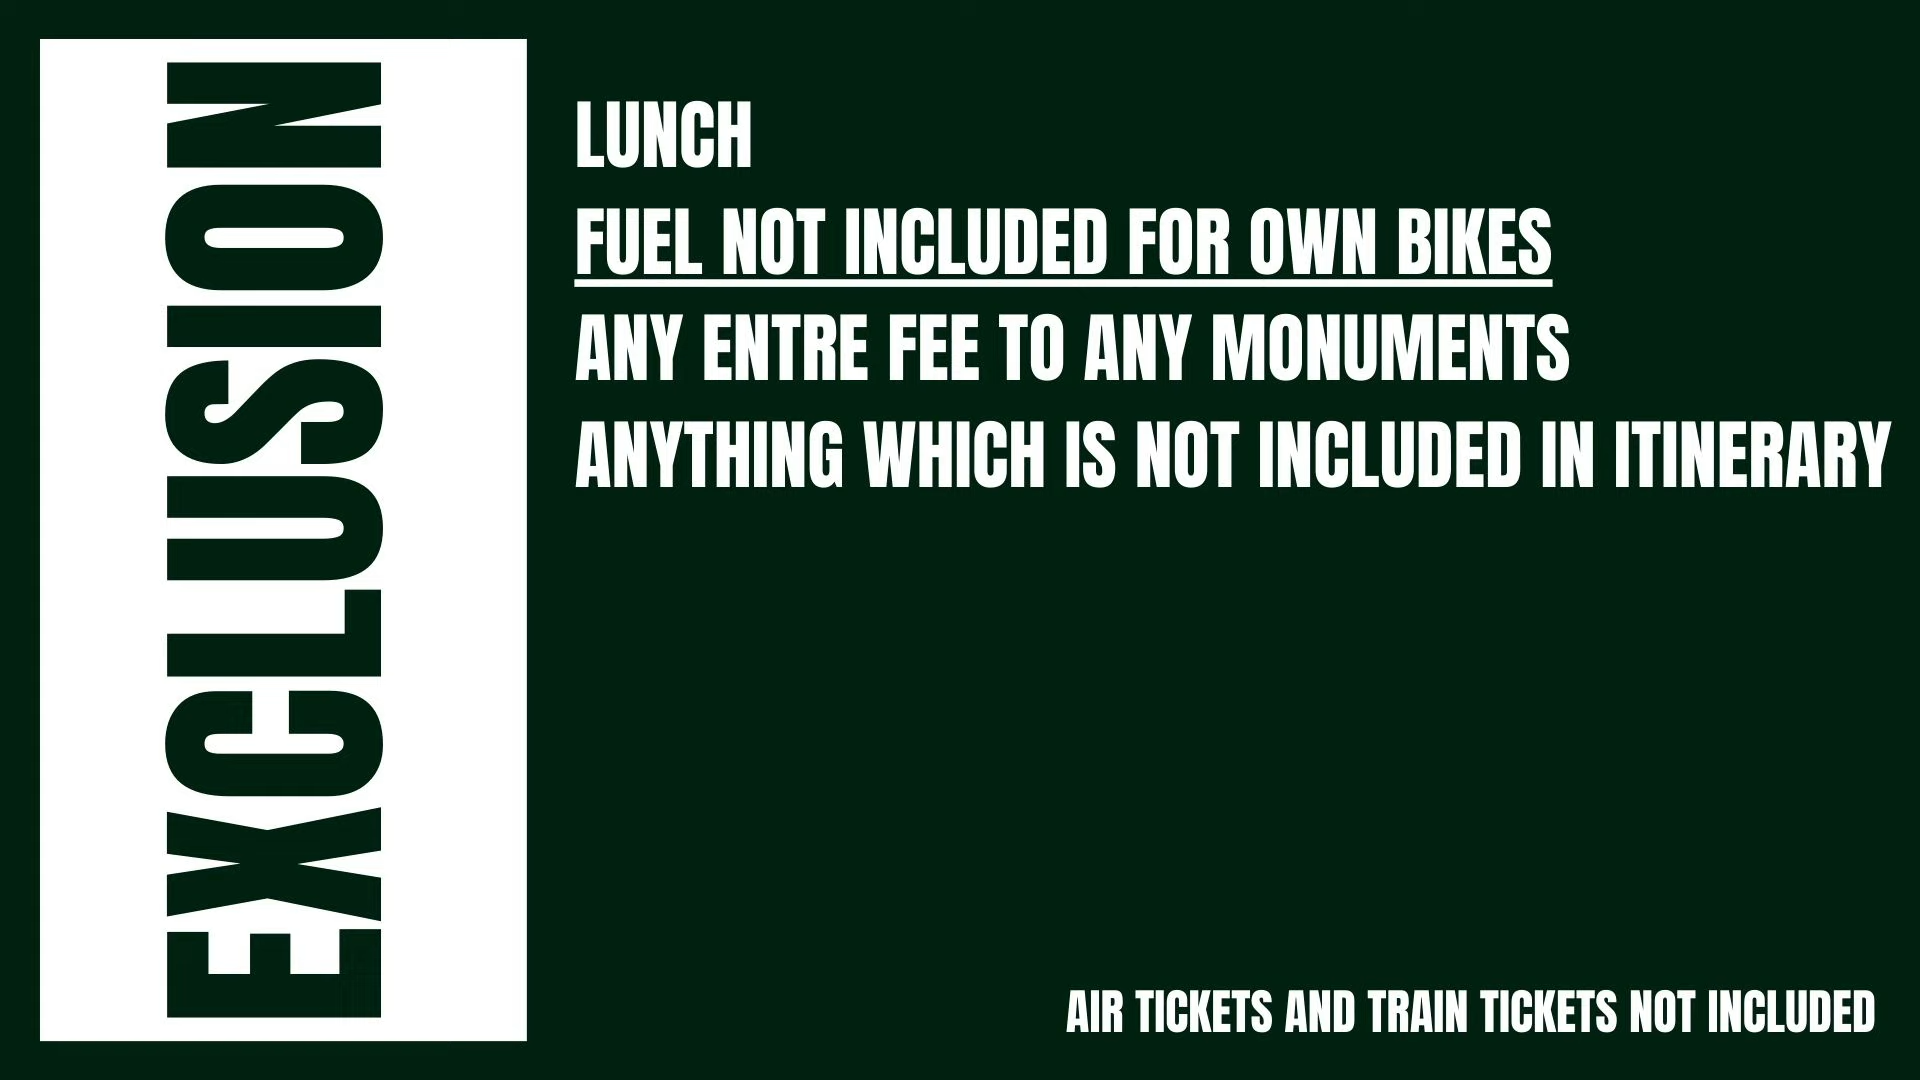 EXCLUSION
LUNCH
FUEL NOT INCLUDED FOR OWN BIKES
ANY ENTRE FEE TO ANY MONUMENTS
ANYTHING WHICH IS NOT INCLUDED IN ITINERARY
AIR TICKETS AND TRAIN TICKETS NOT INCLUDED